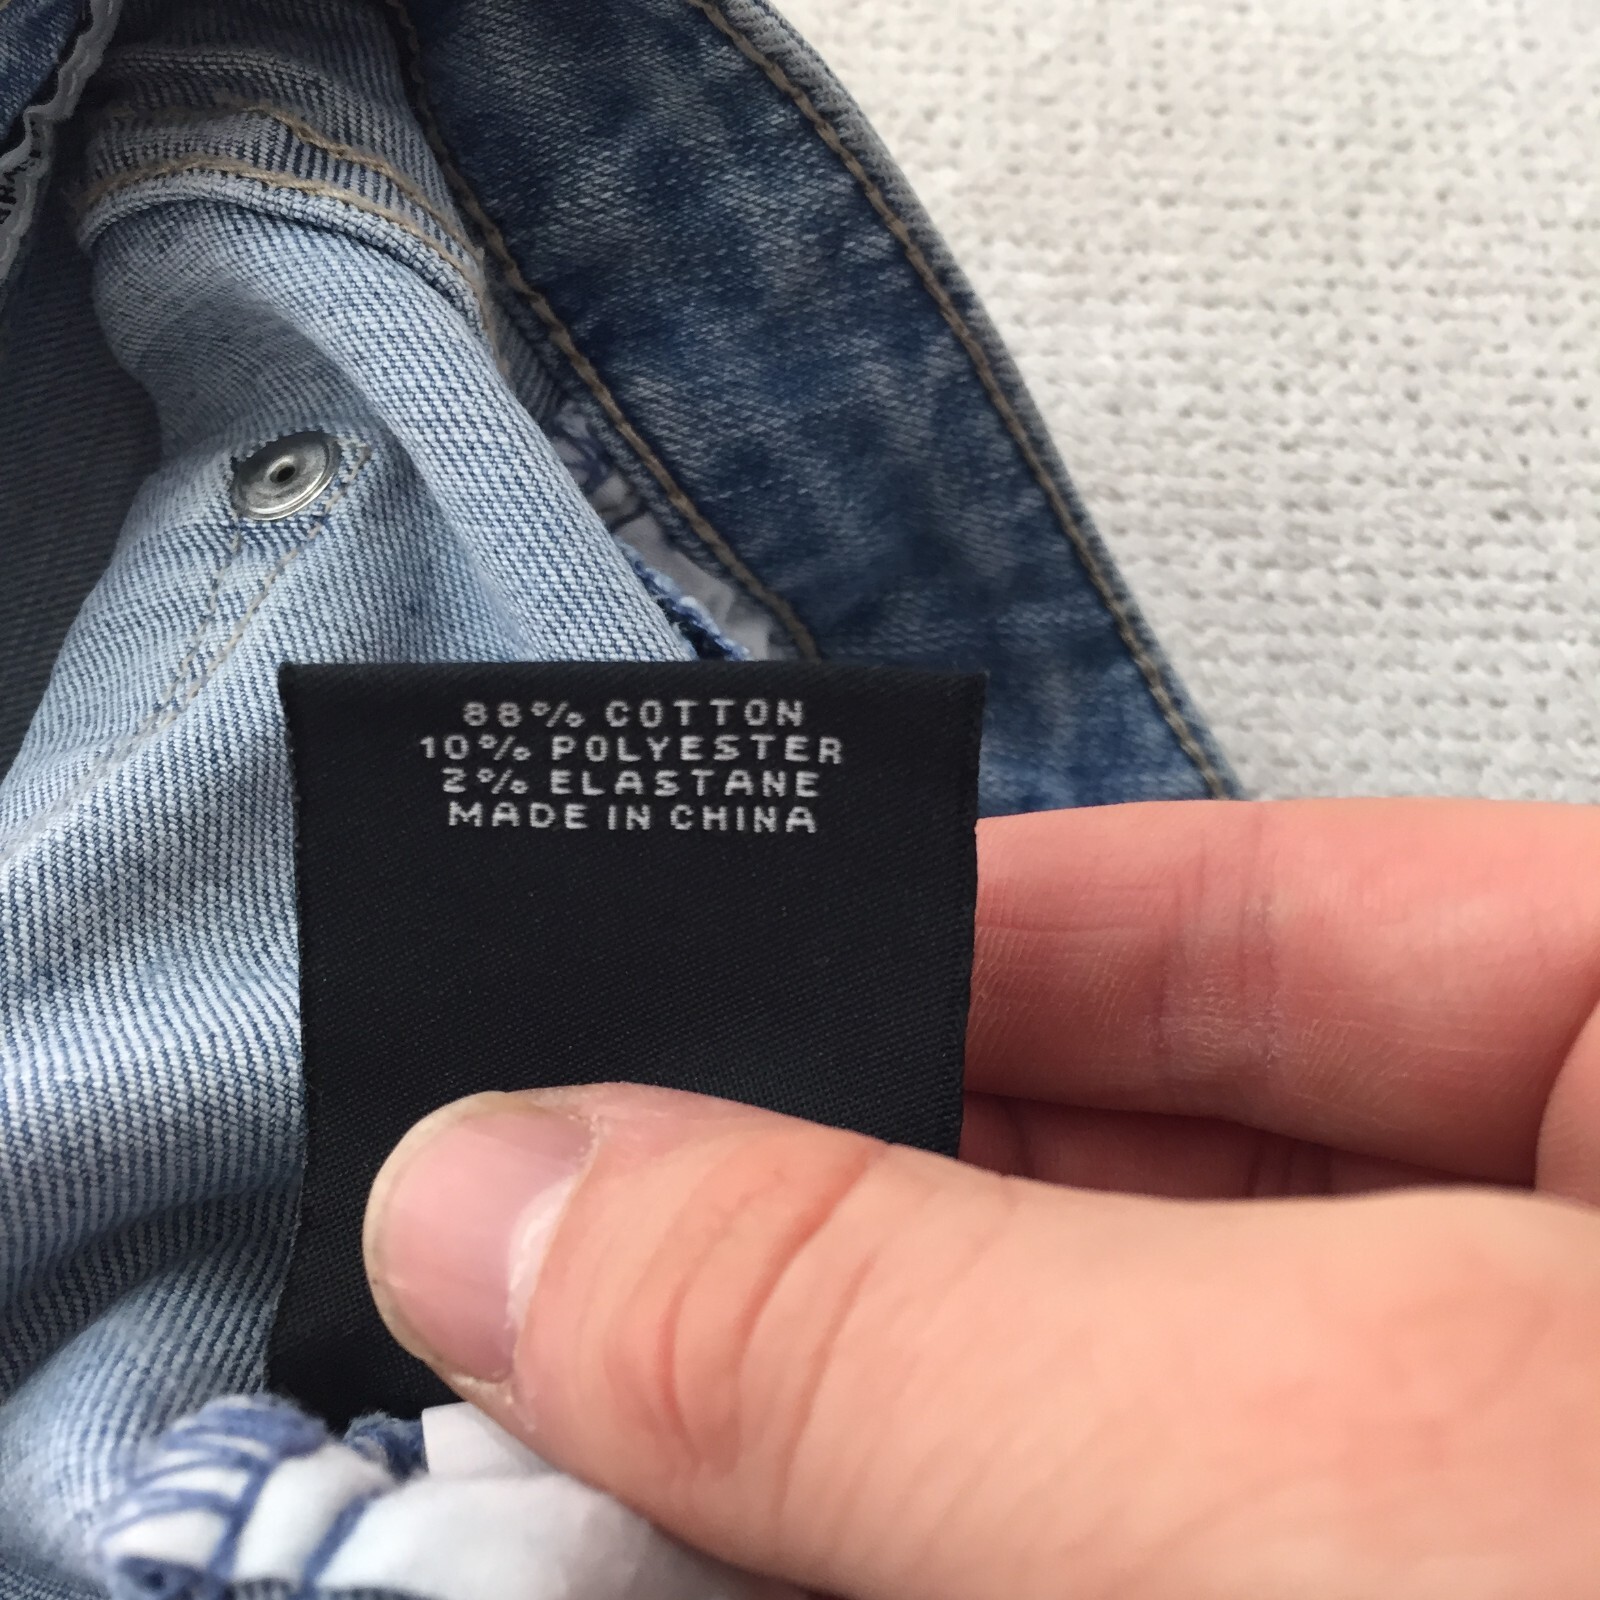 88% COTTON
10% POLYESTER
2% ELASTANE
MADE IN CHINA